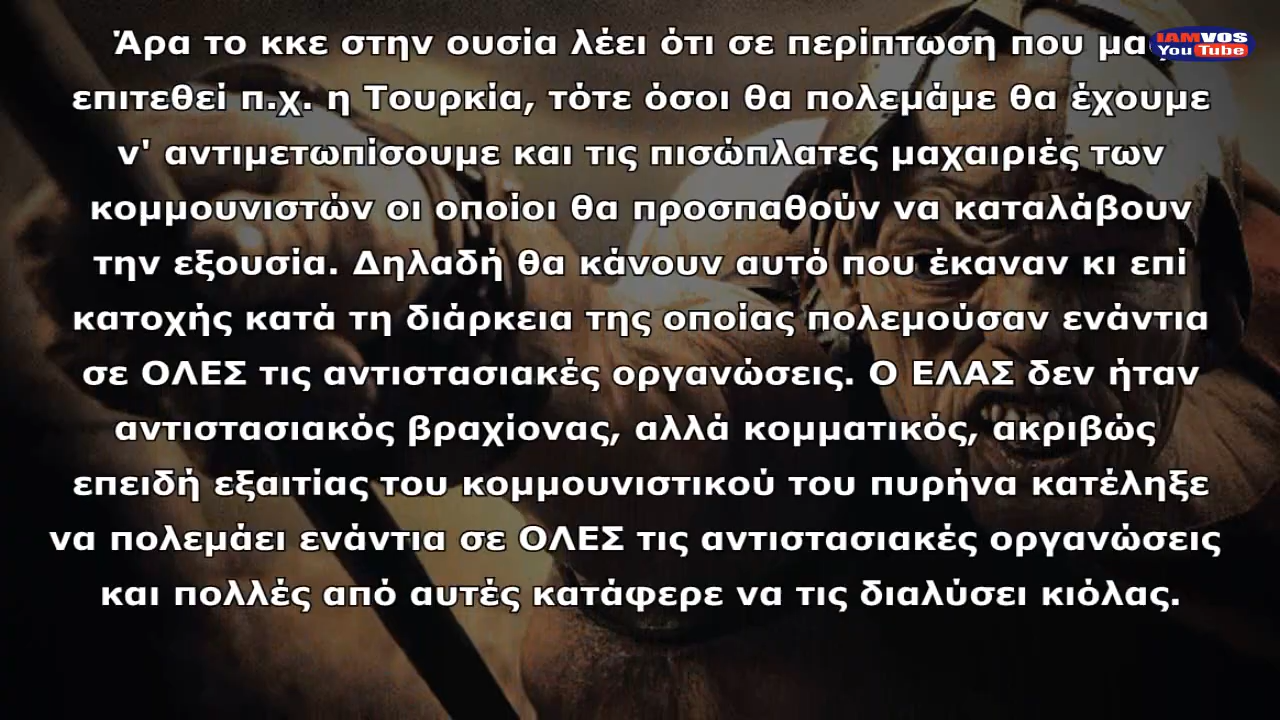 Άρα το κκε στην ουσία λέει ότι σε περίπτωση που μας
επιτεθεί π.χ. η Τουρκία, τότε όσοι θα πολεμάμε θα έχουμε
ν' αντιμετωπίσουμε και τις πισώπλατες μαχαιριές των
κομμουνιστών οι οποίοι θα προσπαθούν να καταλάβουν
την εξουσία. Δηλαδή θα κάνουν αυτό που έκαναν κι επί
κατοχής κατά τη διάρκεια της οποίας πολεμούσαν ενάντια
σε ΟΛΕΣ τις αντιστασιακές οργανώσεις. Ο ΕΛΑΣ δεν ήταν
αντιστασιακός βραχίονας, αλλά κομματικός, ακριβώς
επειδή εξαιτίας του κομμουνιστικού του πυρήνα κατέληξε
να πολεμάει ενάντια σε ΟΛΕΣ τις αντιστασιακές οργανώσεις
και πολλές από αυτές κατάφερε να τις διαλύσει κιόλας.
IAMVOS
YouTube